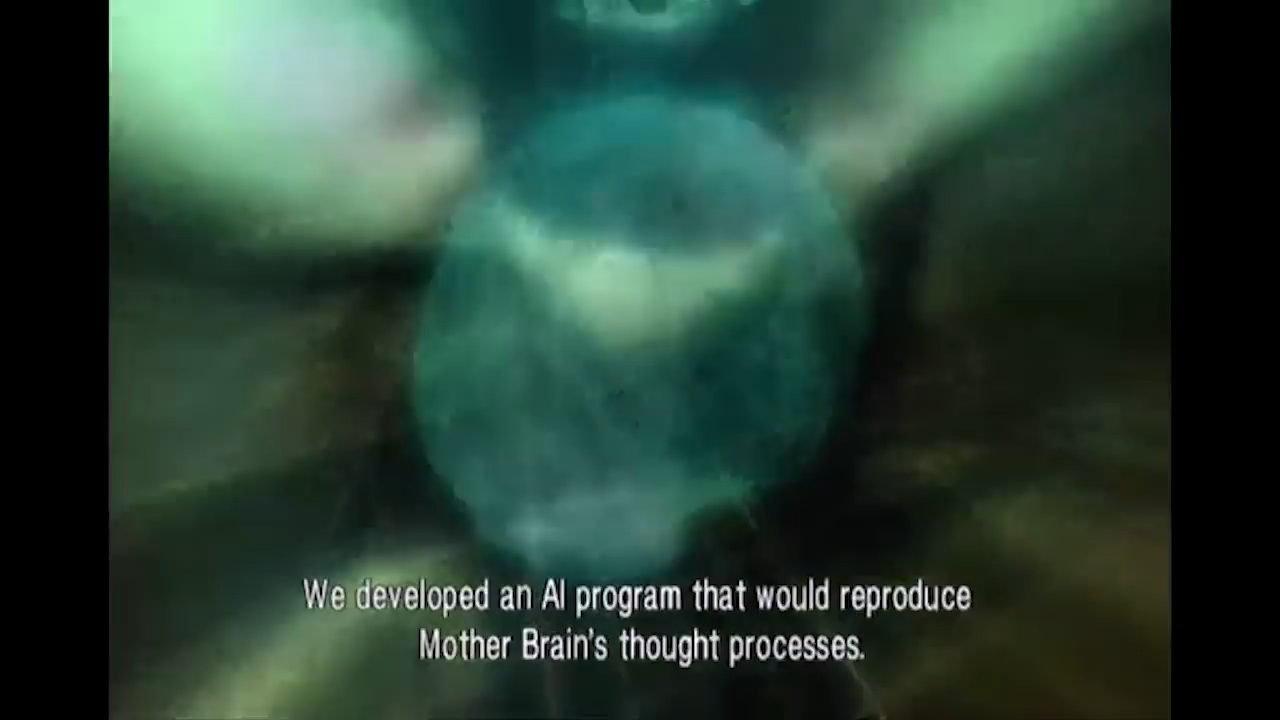 We developed an AI program that would reproduce
Mother Brain's thought processes.